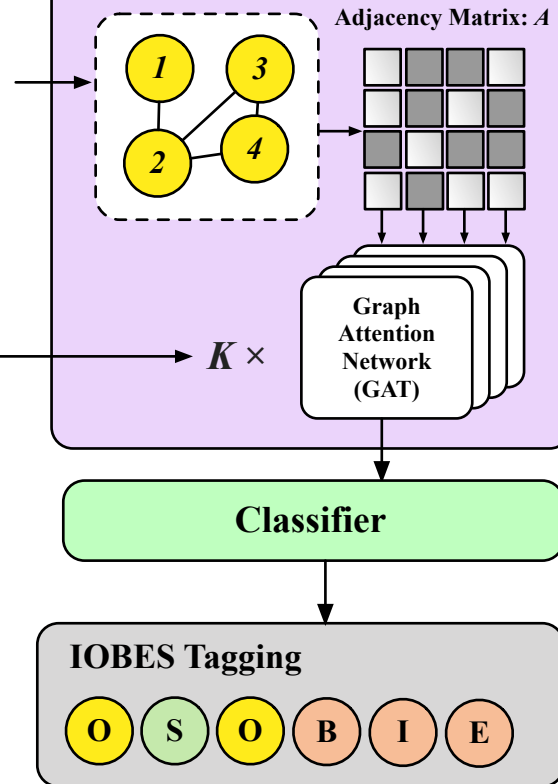 Adjacency Matrix: A
1
3
2
4
K ×
Graph
Attention
Network
(GAT)
Classifier
IOBES Tagging
O S O B I E